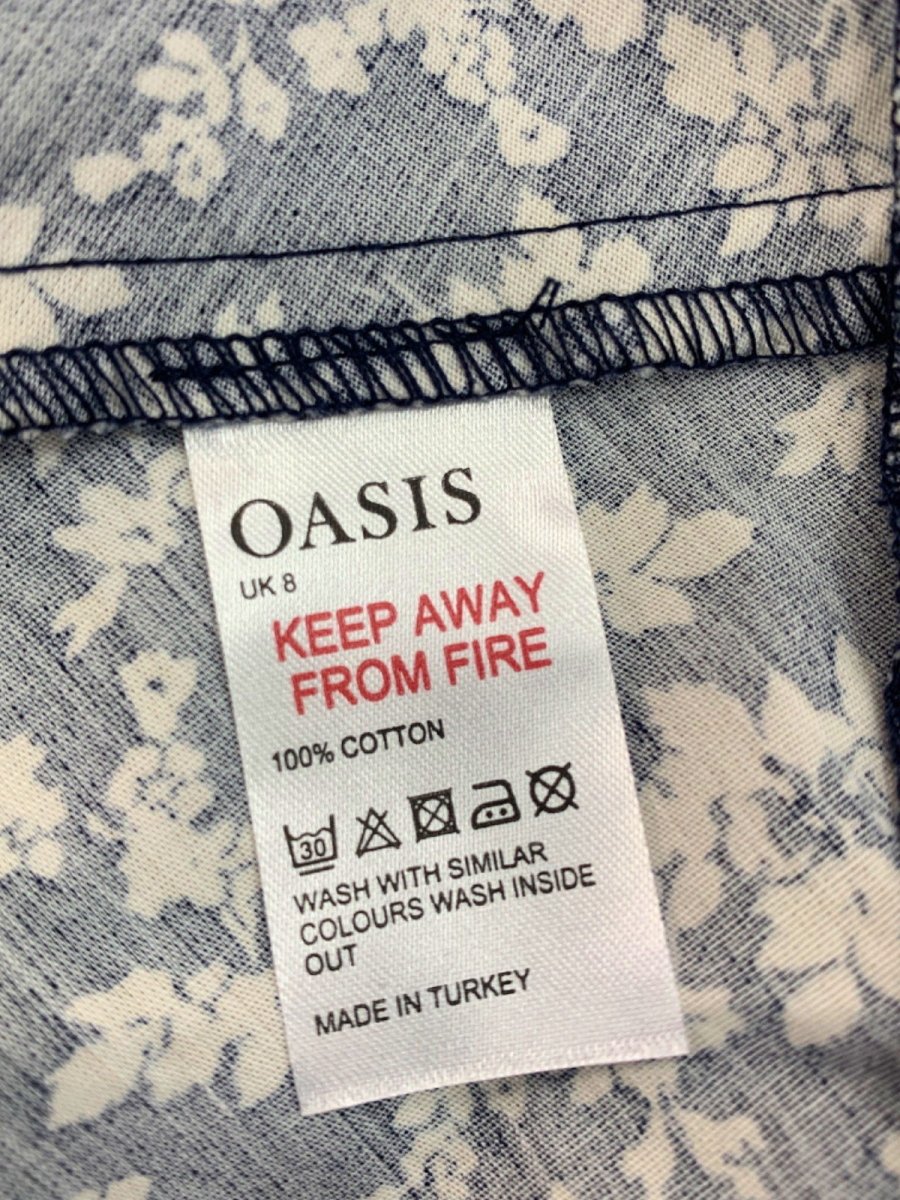 OASIS
UK 8
KEEP AWAY
FROM FIRE
100% COTTON
30
WASH WITH SIMILAR
COLOURS WASH INSIDE
OUT
MADE IN TURKEY